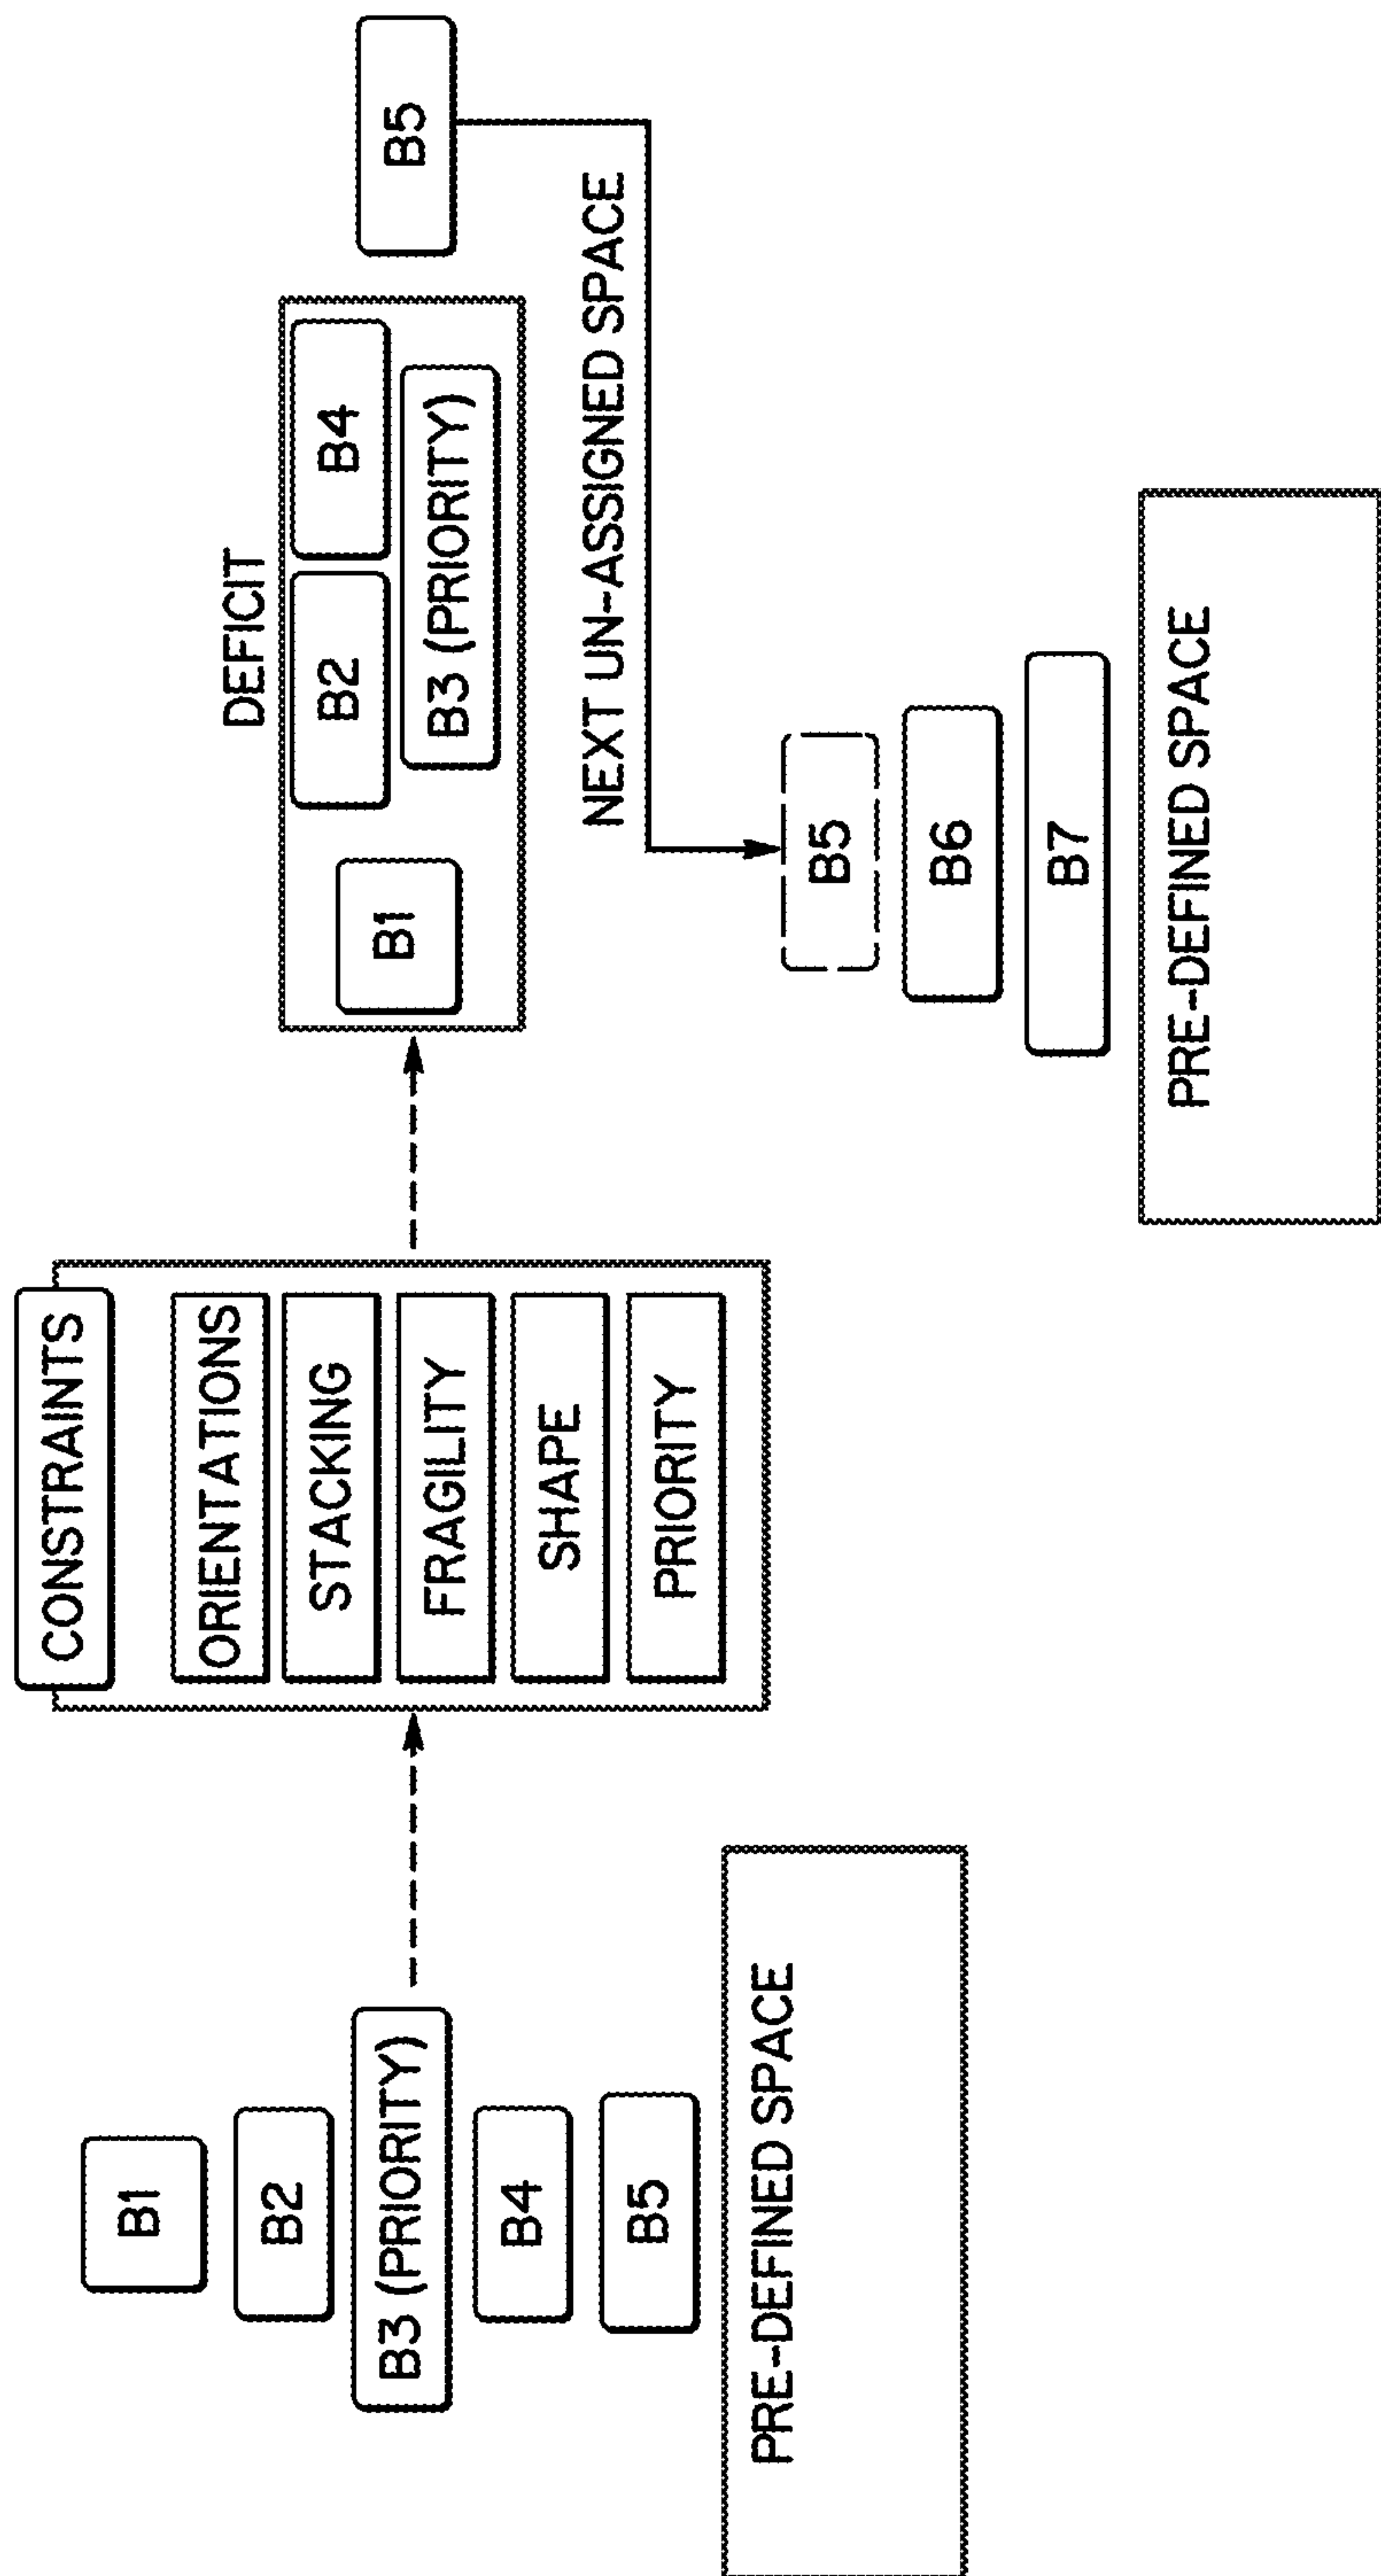 B1
B2
B3 (PRIORITY)
B4
B5
PRE-DEFINED SPACE
CONSTRAINTS
ORIENTATIONS
STACKING
FRAGILITY
SHAPE
PRIORITY
DEFICIT
B1
B2
B4
B3 (PRIORITY)
B5
NEXT UN-ASSIGNED SPACE
B5
B6
B7
PRE-DEFINED SPACE